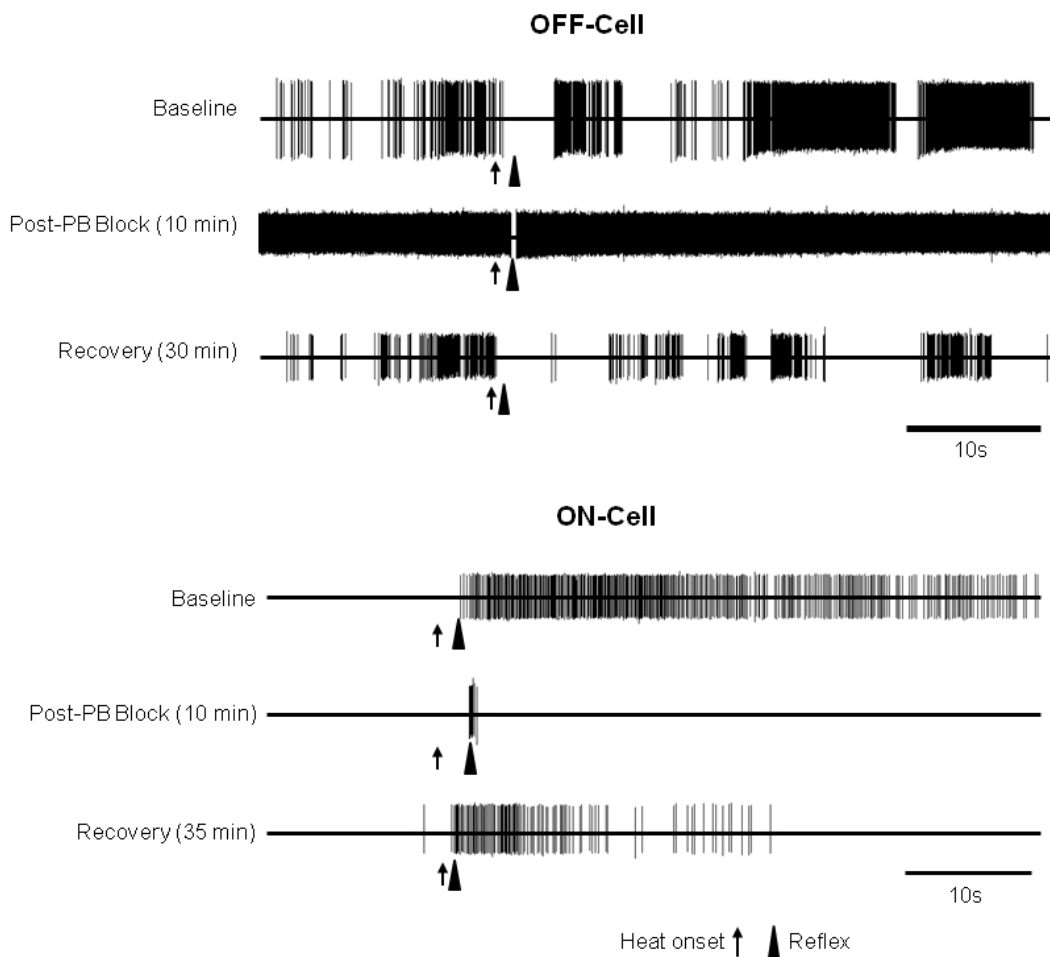 OFF-Cell
Baseline
Post-PB Block (10 min)
Recovery (30 min)
10s
ON-Cell
Baseline
Post-PB Block (10 min)
Recovery (35 min)
10s
Heat onset Reflex